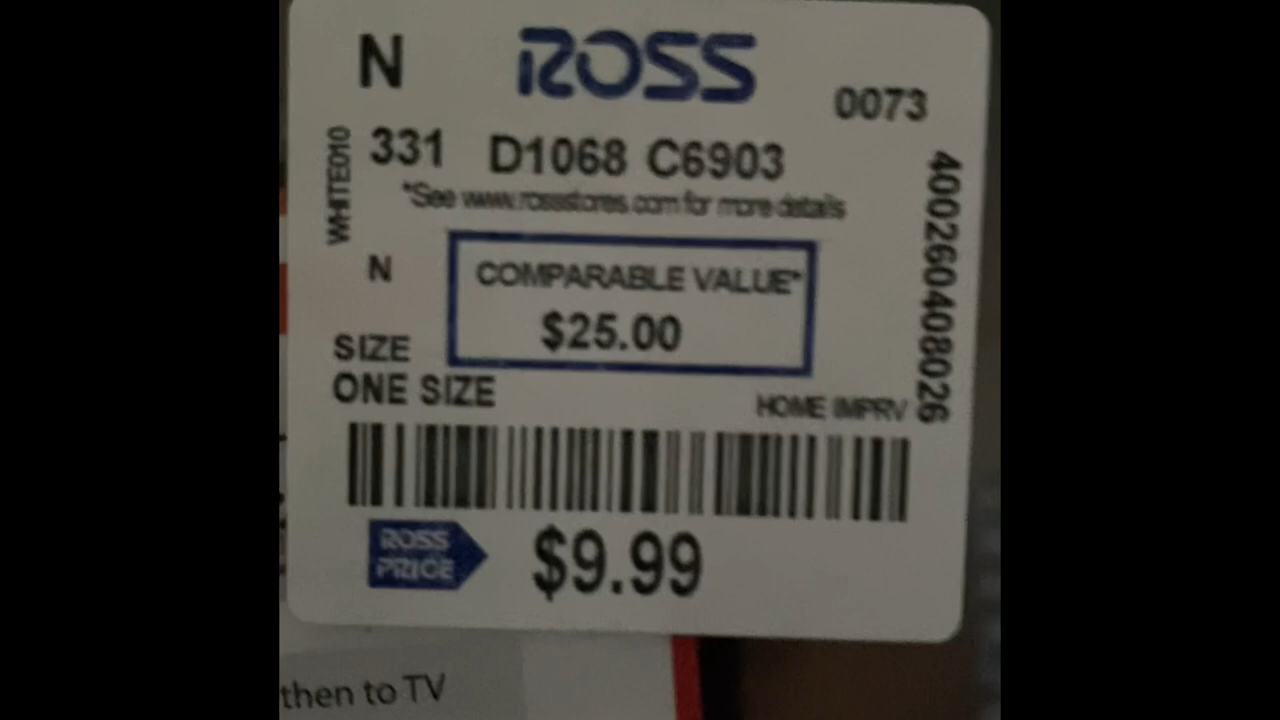 N ROSS
0073
331 D1068 C6903
WHITE010
*See www.rossstores.com for more details
400260408026
N
COMPARABLE VALUE*
$25.00
SIZE
ONE SIZE
HOME IMPRV
ROSS
PRICE
$9.99
then to TV